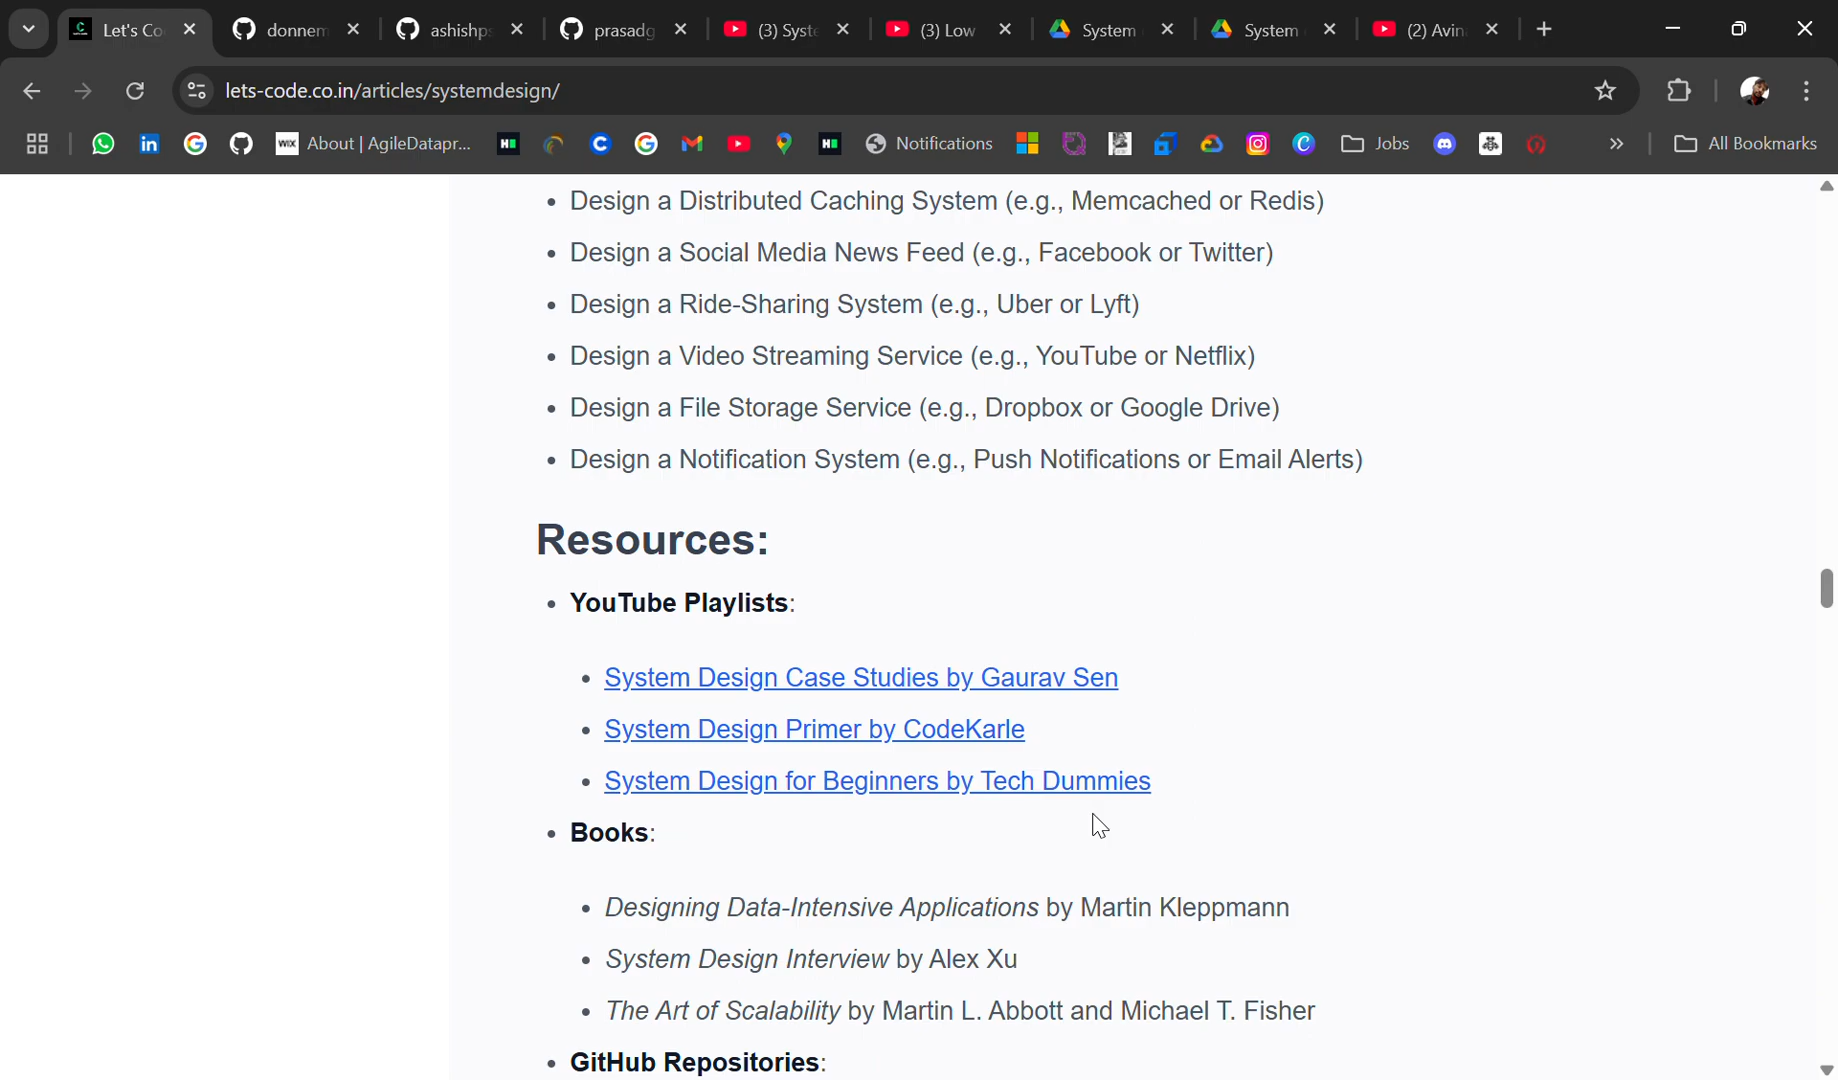 Let's Co
donnem
ashishps
prasadg
(3) Syste
(3) Low
System
System
(2) Avin
lets-code.co.in/articles/systemdesign/
About | AgileDatapr...
Notifications
Jobs
All Bookmarks
• Design a Distributed Caching System (e.g., Memcached or Redis)
• Design a Social Media News Feed (e.g., Facebook or Twitter)
• Design a Ride-Sharing System (e.g., Uber or Lyft)
• Design a Video Streaming Service (e.g., YouTube or Netflix)
• Design a File Storage Service (e.g., Dropbox or Google Drive)
• Design a Notification System (e.g., Push Notifications or Email Alerts)
Resources:
• YouTube Playlists:
• System Design Case Studies by Gaurav Sen
• System Design Primer by CodeKarle
• System Design for Beginners by Tech Dummies
• Books:
• Designing Data-Intensive Applications by Martin Kleppmann
• System Design Interview by Alex Xu
• The Art of Scalability by Martin L. Abbott and Michael T. Fisher
• GitHub Repositories: